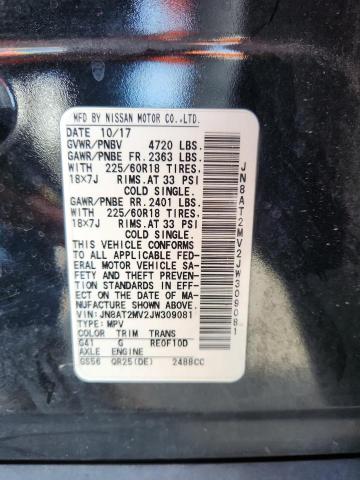 MFD BY NISSAN MOTOR CO.,LTD.
DATE 10/17
GVWR/PNBV 4720 LBS.
GAWR/PNBE FR. 2363 LBS.
WITH 225/60R18 TIRES,
18X7J RIMS.AT 33 PSI
COLD SINGLE.
GAWR/PNBE RR. 2401 LBS.
WITH 225/60R18 TIRES,
18X7J RIMS.AT 33 PSI
COLD SINGLE.
THIS VEHICLE CONFORMS
TO ALL APPLICABLE FED-
ERAL MOTOR VEHICLE SA-
FETY AND THEFT PREVEN-
TION STANDARDS IN EFF-
ECT ON THE DATE OF MA-
NUFACTURE SHOWN ABOVE.
VIN: JN8AT2MV2JW309081
TYPE:MPV
COLOR TRIM TRANS
G41 G RE0F10D
AXLE ENGINE
GS56 QR25(DE) 2488CC
JN8AT2MV2JW309081